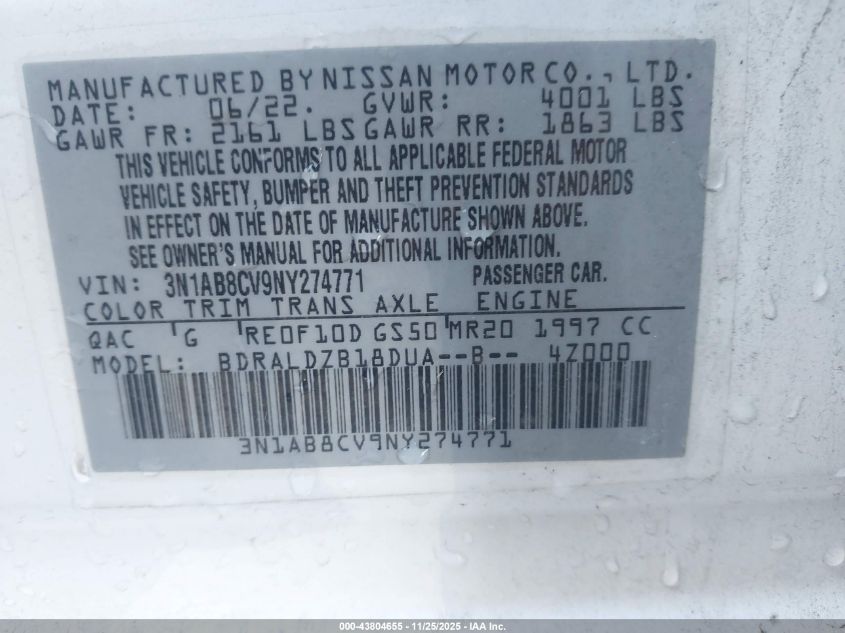 MANUFACTURED BY NISSAN MOTOR CO., LTD.
DATE: 06/22. GVWR: 4001 LBS
GAWR FR: 2161 LBS GAWR RR: 1863 LBS
THIS VEHICLE CONFORMS TO ALL APPLICABLE FEDERAL MOTOR
VEHICLE SAFETY, BUMPER AND THEFT PREVENTION STANDARDS
IN EFFECT ON THE DATE OF MANUFACTURE SHOWN ABOVE.
SEE OWNER'S MANUAL FOR ADDITIONAL INFORMATION.
VIN: 3N1AB8CV9NY274771 PASSENGER CAR.
COLOR TRIM TRANS AXLE ENGINE
QAC G RE0F10D GS50 MR20 1997 CC
MODEL: BDRALDZB18DUA--B-- 4Z000
3N1AB8CV9NY274771
000-43804655 - 11/25/2025 - IAA Inc.